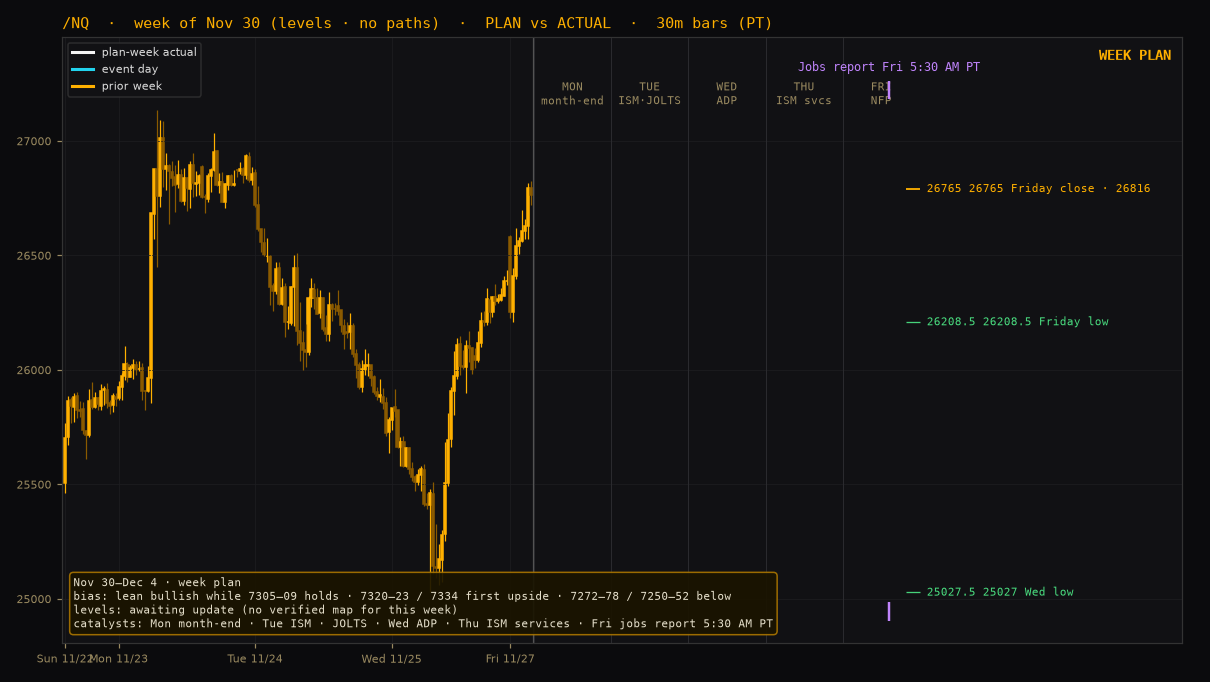 /NQ  ·  week of Nov 30 (levels · no paths)  ·  PLAN vs ACTUAL  ·  30m bars (PT)
plan-week actual
event day
prior week
WEEK PLAN
Jobs report Fri 5:30 AM PT
MON
month-end
TUE
ISM·JOLTS
WED
ADP
THU
ISM svcs
FRI
NFP
27000
26500
26000
25500
25000
26765 26765 Friday close · 26816
26208.5 26208.5 Friday low
25027.5 25027 Wed low
Nov 30–Dec 4 · week plan
bias: lean bullish while 7305–09 holds · 7320–23 / 7334 first upside · 7272–78 / 7250–52 below
levels: awaiting update (no verified map for this week)
catalysts: Mon month-end · Tue ISM · JOLTS · Wed ADP · Thu ISM services · Fri jobs report 5:30 AM PT
Sun 11/22
Mon 11/23
Tue 11/24
Wed 11/25
Fri 11/27